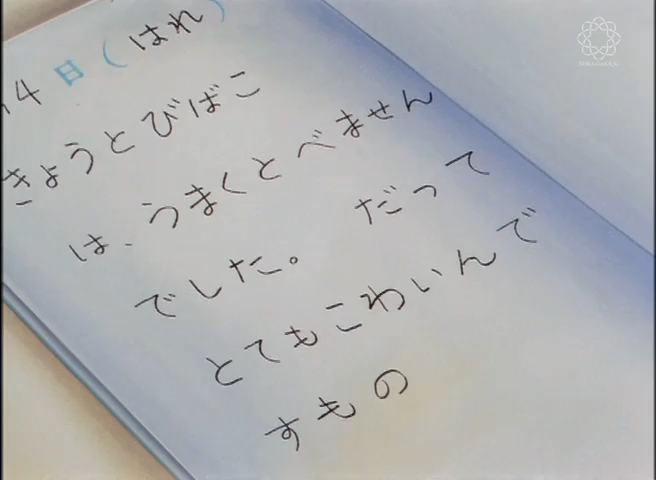 14日(はれ)
きょうとびばこ
は、うまくとべません
でした。 だって
とてもこわいんで
すもの